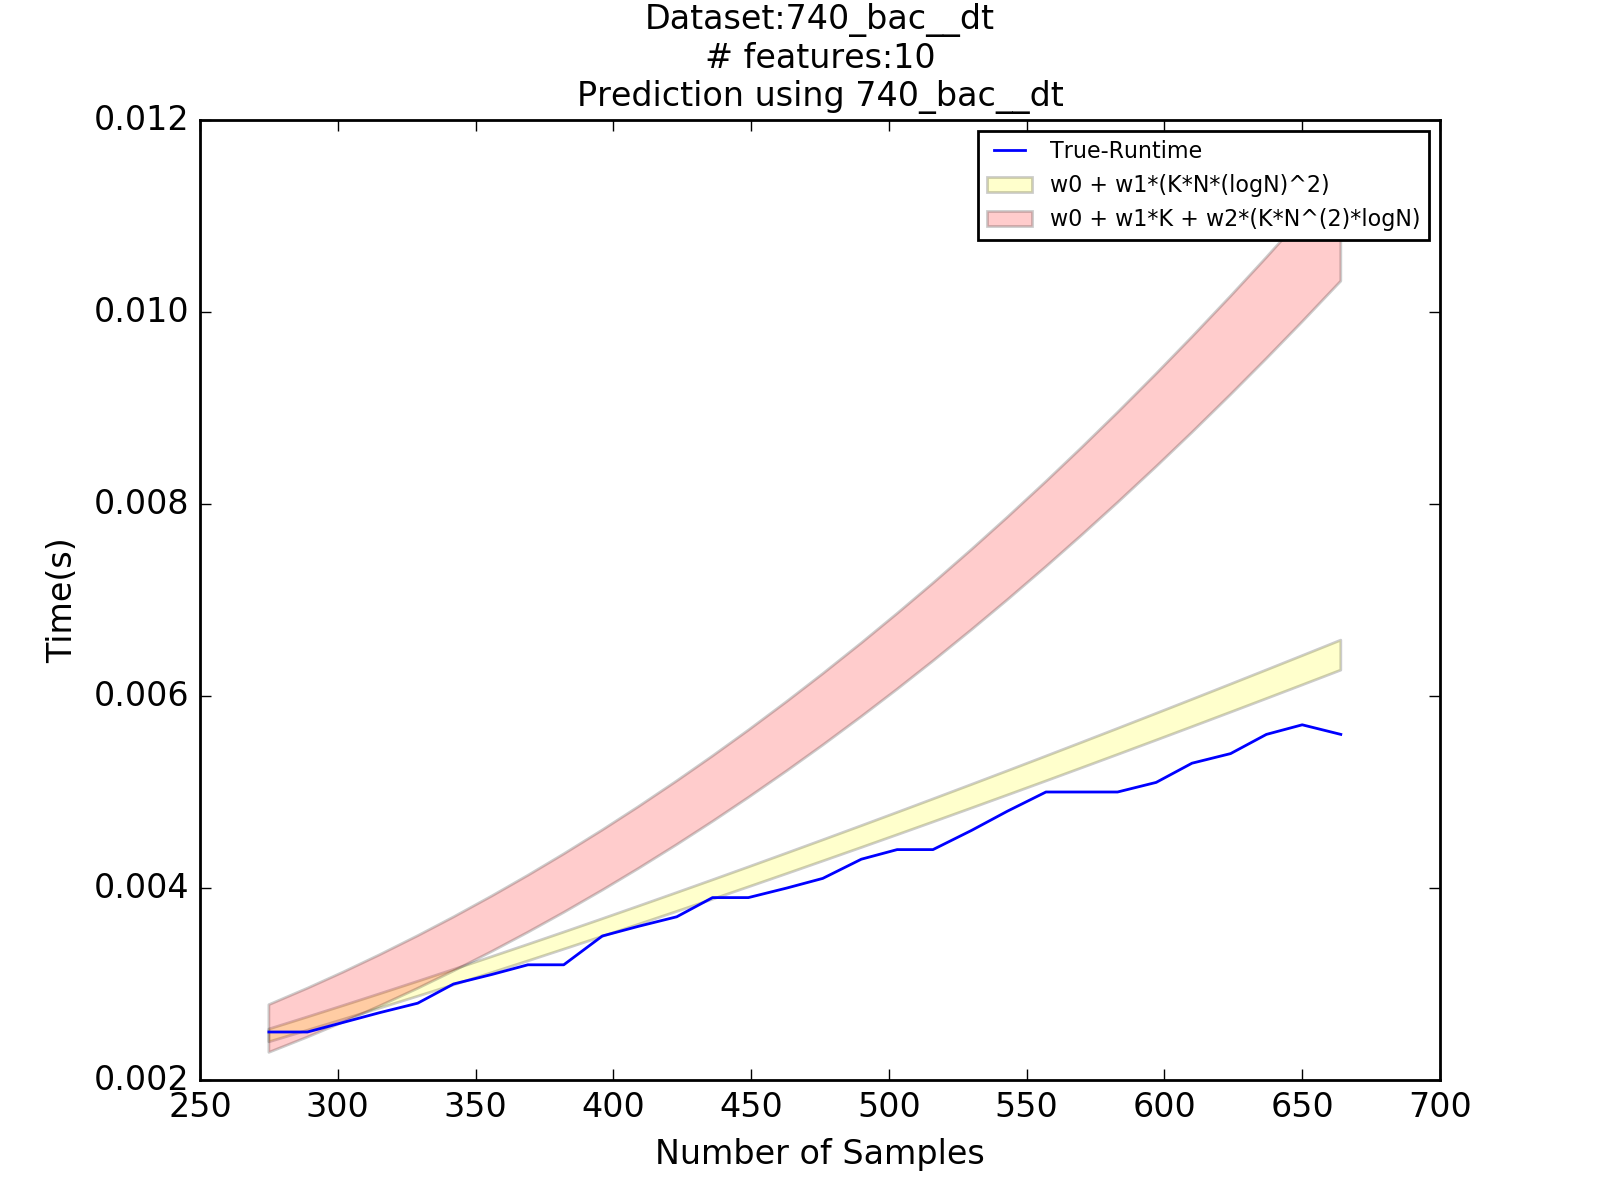 Dataset:740_bac__dt
# features:10
Prediction using 740_bac__dt
True-Runtime
w0 + w1*(K*N*(logN)^2)
w0 + w1*K + w2*(K*N^(2)*logN)
0.012
0.010
0.008
0.006
0.004
0.002
Time(s)
250 300 350 400 450 500 550 600 650 700
Number of Samples